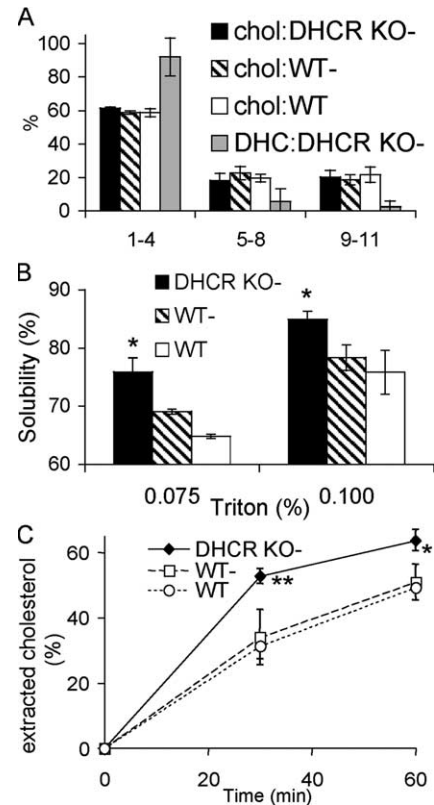 A
%
100
80
60
40
20
0
chol:DHCR KO-
chol:WT-
chol:WT
DHC:DHCR KO-
1-4 5-8 9-11
B
Solubility (%)
90
80
70
60
DHCR KO-
WT-
WT
* *
0.075 0.100
Triton (%)
C
extracted cholesterol
(%)
60
40
20
0
DHCR KO-
WT-
WT
**
*
0 20 40 60
Time (min)